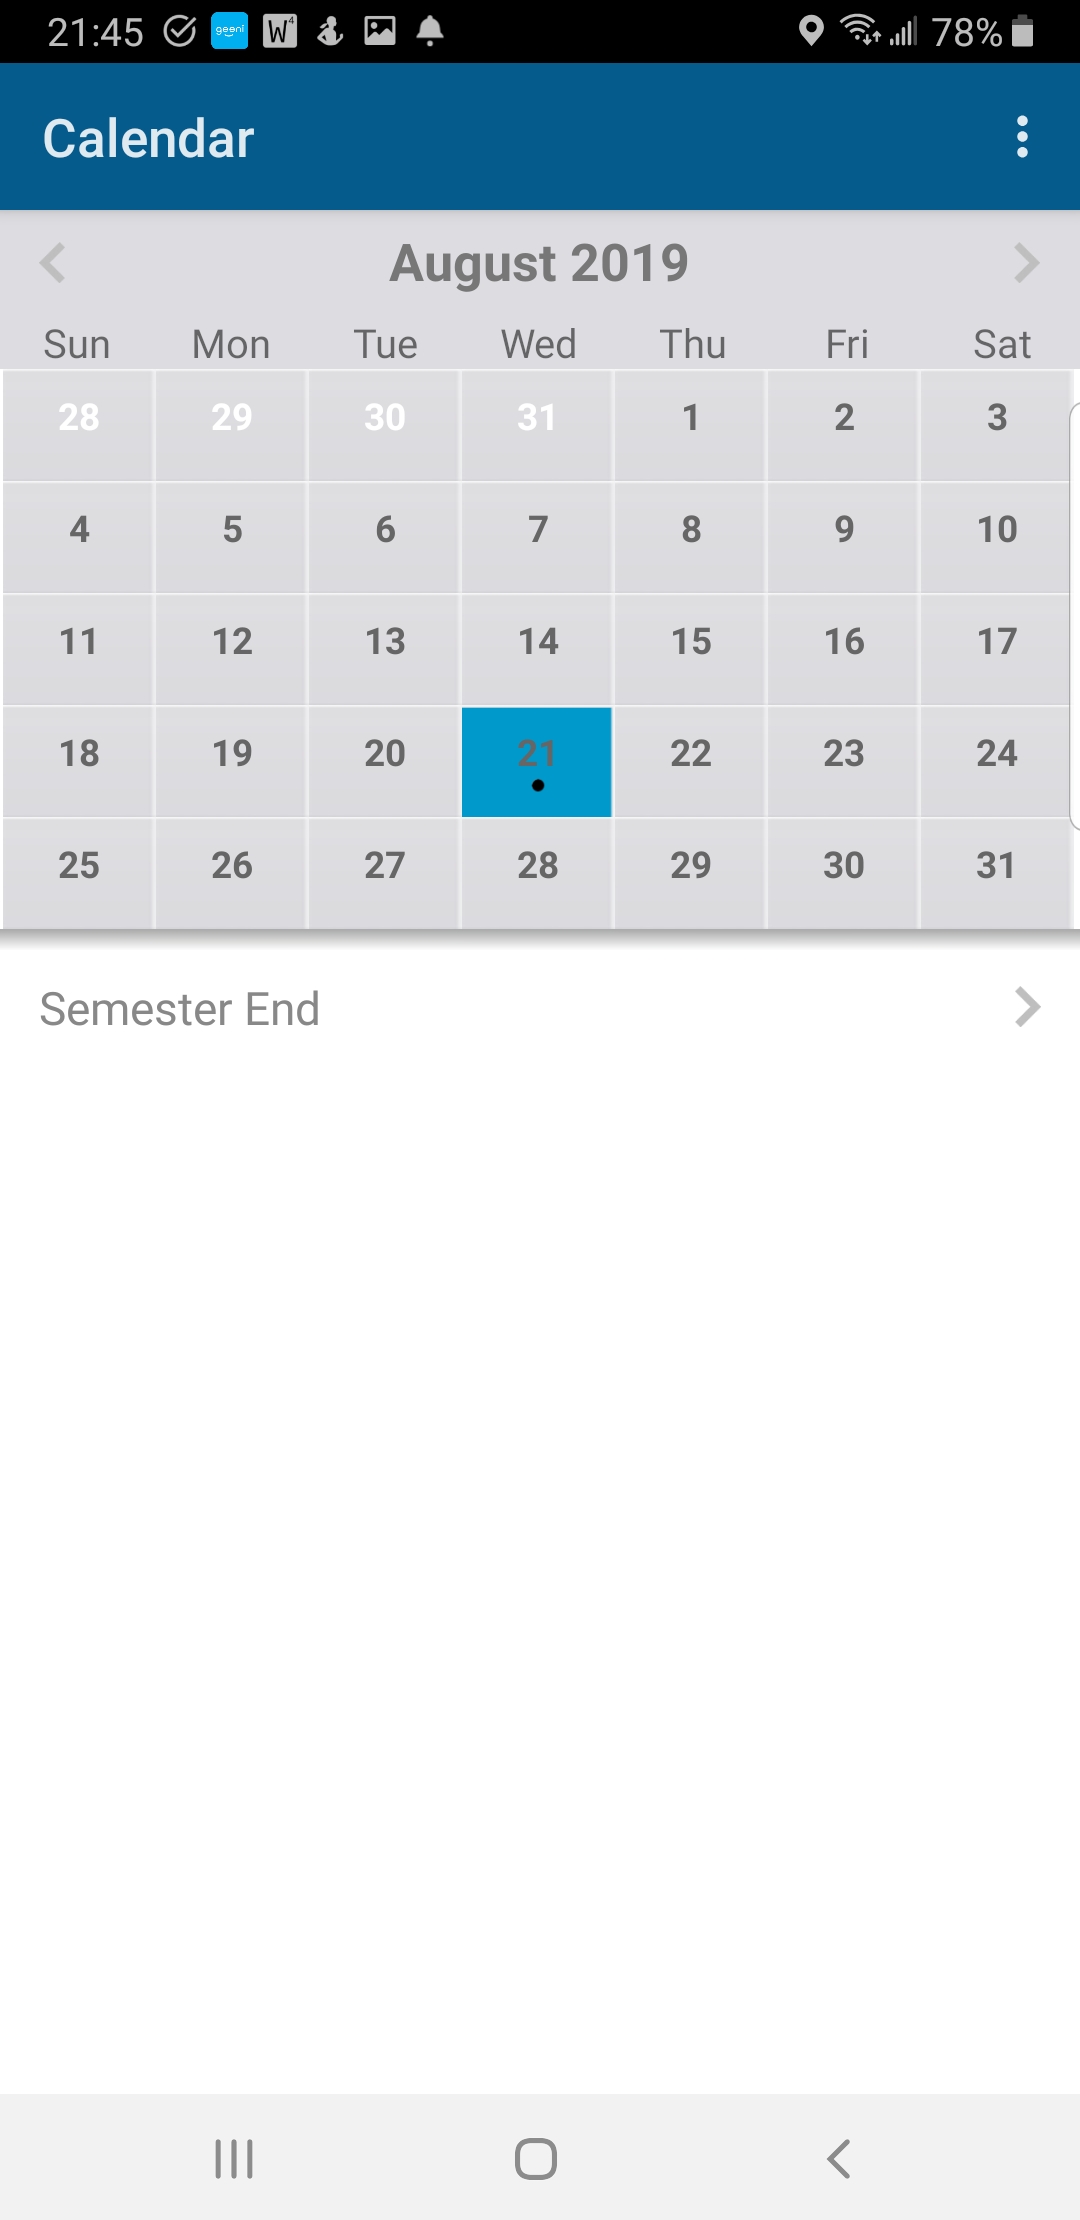 21:45 geeni W4 78%
Calendar
August 2019
Sun Mon Tue Wed Thu Fri Sat
28 29 30 31 1 2 3
4 5 6 7 8 9 10
11 12 13 14 15 16 17
18 19 20 21 22 23 24
25 26 27 28 29 30 31
Semester End